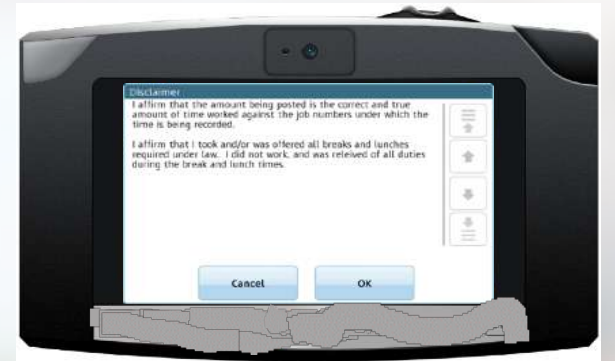 Disclaimer
I affirm that the amount being posted is the correct and true
amount of time worked against the job numbers under which the
time is being recorded.
I affirm that I took and/or was offered all breaks and lunches
required under law. I did not work, and was releived of all duties
during the break and lunch times.
Cancel
OK